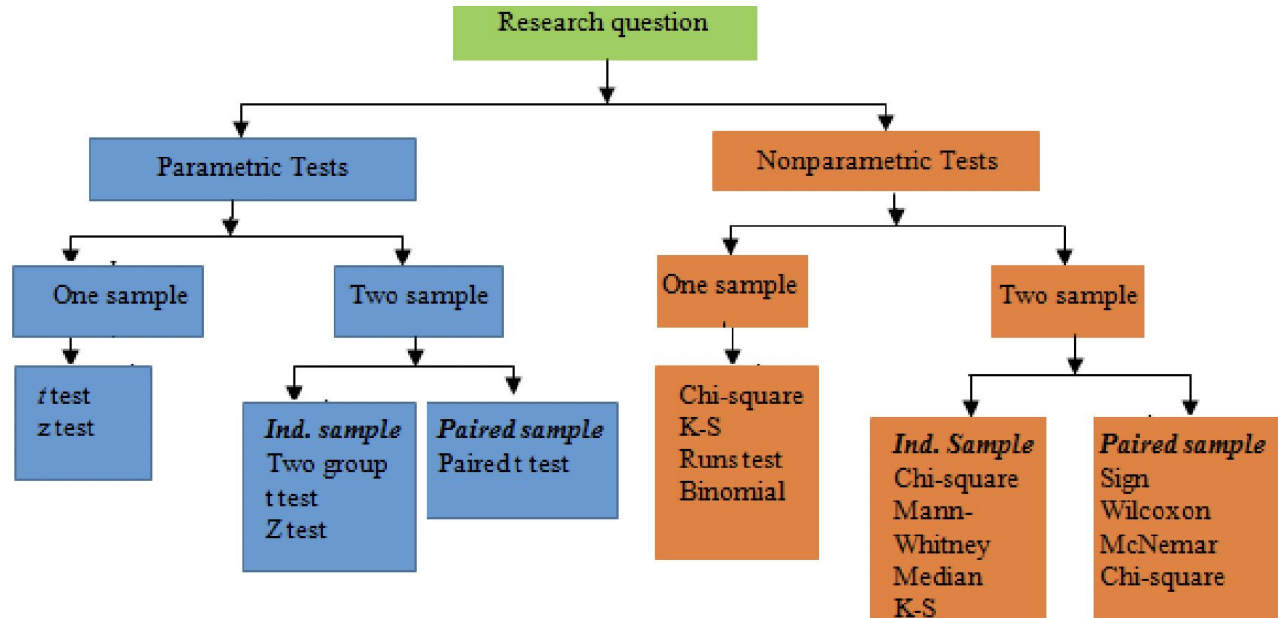 Research question
Parametric Tests
Nonparametric Tests
One sample
Two sample
One sample
Two sample
t test
z test
Ind. sample
Two group
t test
Z test
Paired sample
Paired t test
Chi-square
K-S
Runs test
Binomial
Ind. Sample
Chi-square
Mann-
Whitney
Median
K-S
Paired sample
Sign
Wilcoxon
McNemar
Chi-square